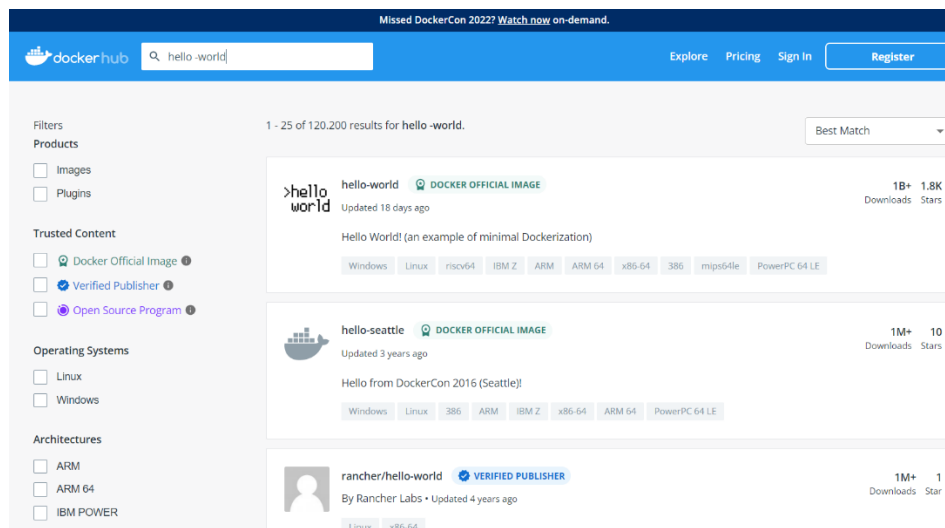 Missed DockerCon 2022? Watch now on-demand.
dockerhub
hello -world
Explore Pricing Sign In Register
Filters
Products
Images
Plugins
Trusted Content
Docker Official Image
Verified Publisher
Open Source Program
Operating Systems
Linux
Windows
Architectures
ARM
ARM 64
IBM POWER
1 - 25 of 120.200 results for hello -world.
Best Match
>hello
world
hello-world DOCKER OFFICIAL IMAGE
Updated 18 days ago
Hello World! (an example of minimal Dockerization)
Windows Linux riscv64 IBM Z ARM ARM 64 x86-64 386 mips64le PowerPC 64 LE
1B+ 1.8K
Downloads Stars
hello-seattle DOCKER OFFICIAL IMAGE
Updated 3 years ago
Hello from DockerCon 2016 (Seattle)!
Windows Linux 386 ARM IBM Z x86-64 ARM 64 PowerPC 64 LE
1M+ 10
Downloads Stars
rancher/hello-world VERIFIED PUBLISHER
By Rancher Labs • Updated 4 years ago
Linux x86-64
1M+ 1
Downloads Star